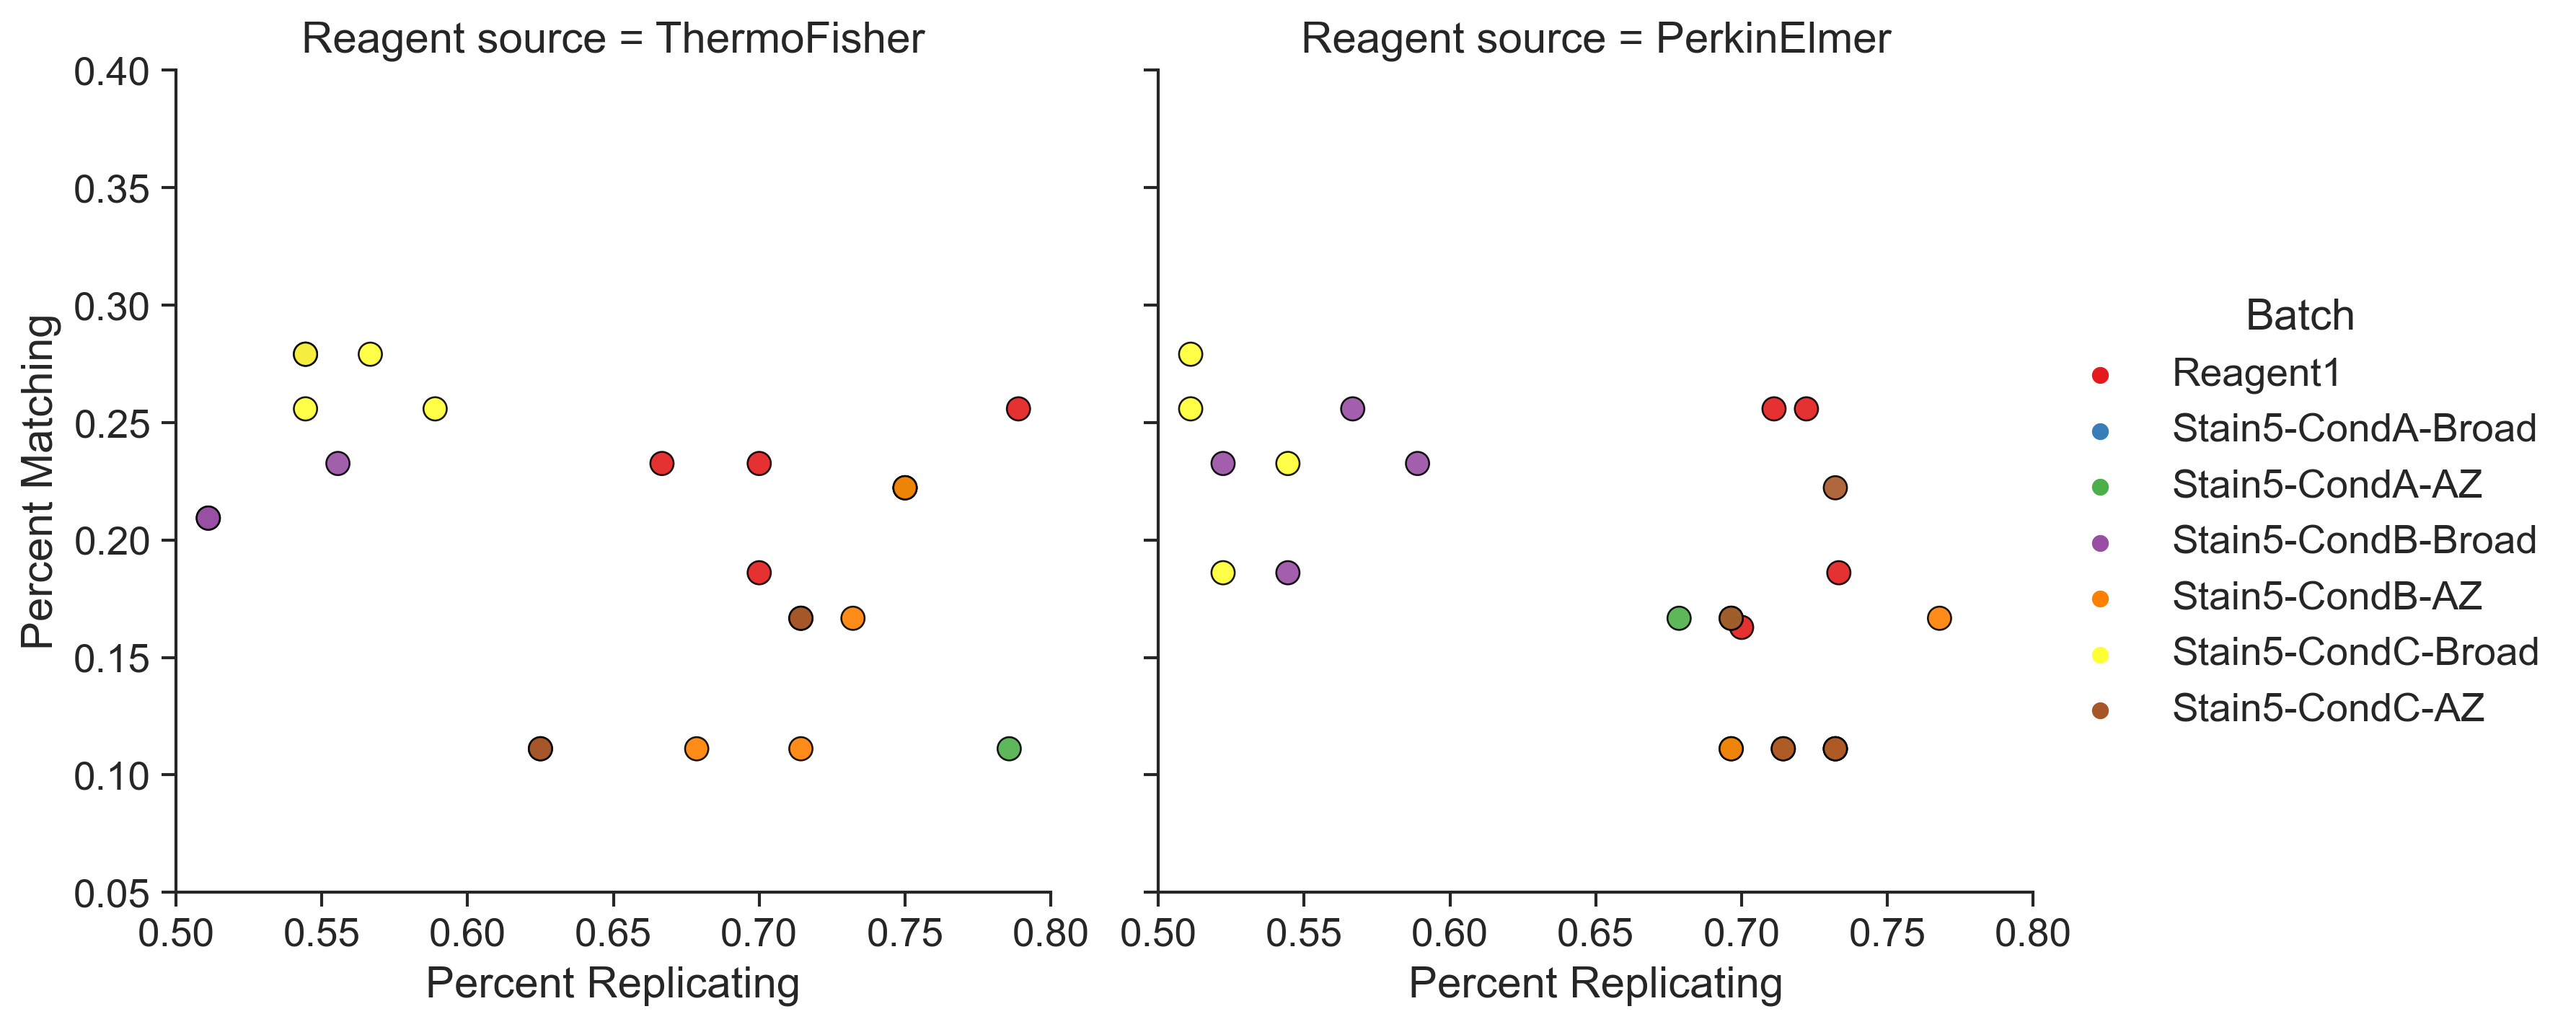 Reagent source = ThermoFisher
Reagent source = PerkinElmer
0.40
0.35
0.30
0.25
0.20
0.15
0.10
0.05
Percent Matching
0.50 0.55 0.60 0.65 0.70 0.75 0.80
0.50 0.55 0.60 0.65 0.70 0.75 0.80
Percent Replicating
Percent Replicating
Batch
Reagent1
Stain5-CondA-Broad
Stain5-CondA-AZ
Stain5-CondB-Broad
Stain5-CondB-AZ
Stain5-CondC-Broad
Stain5-CondC-AZ